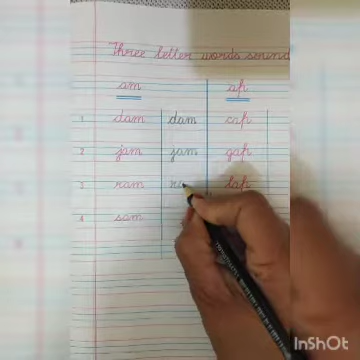 Three letter words sound
am ap
1 dam dam cap
2 jam jam gap
3 ram ra lap
4 sam
InShOt